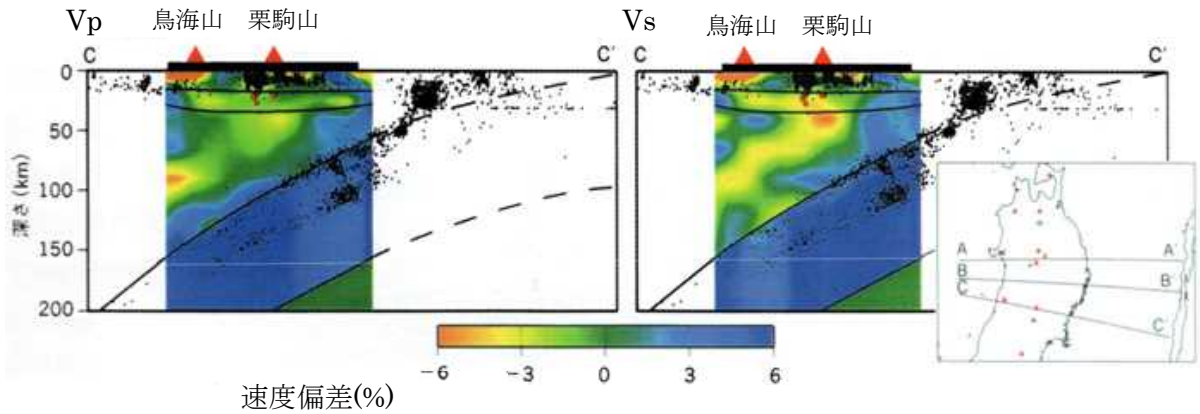 Vp
鳥海山 栗駒山
C C'
0
50
100
150
200
深さ(km)
Vs
鳥海山 栗駒山
C C'
A A'
B B'
C C'
-6 -3 0 3 6
速度偏差(%)